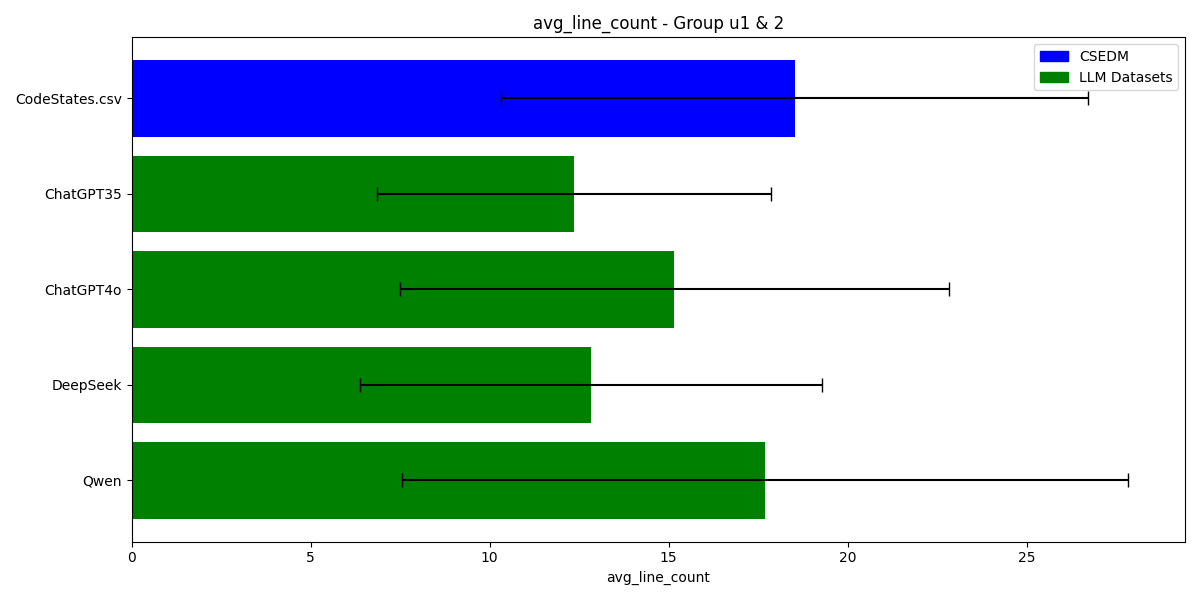 avg_line_count - Group u1 & 2
CSEDM
LLM Datasets
CodeStates.csv
ChatGPT35
ChatGPT4o
DeepSeek
Qwen
0 5 10 15 20 25
avg_line_count